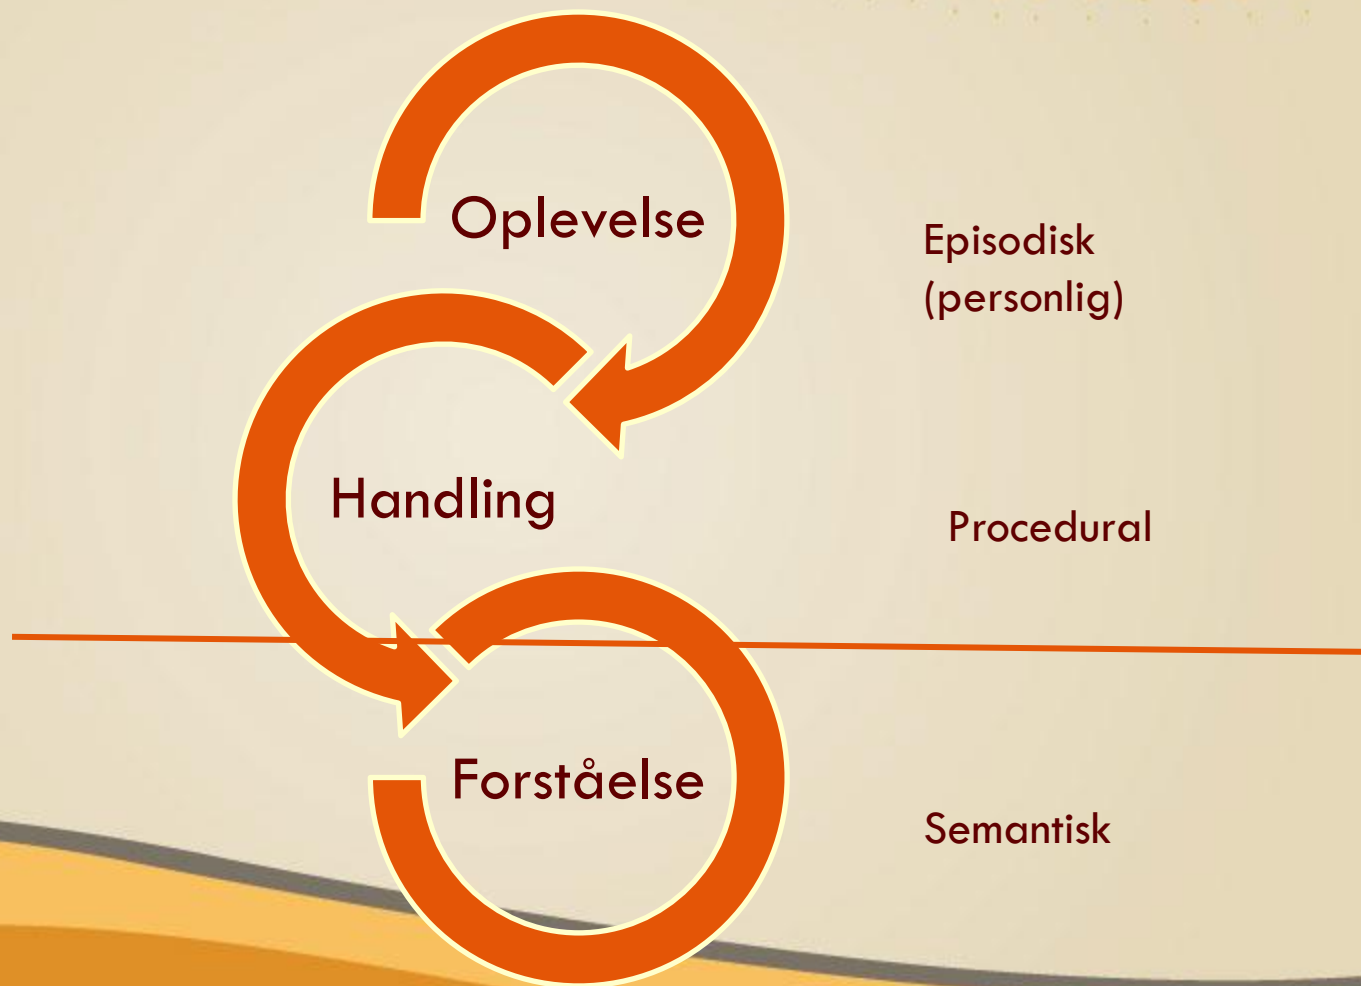 Oplevelse
Episodisk
(personlig)
Handling
Procedural
Forståelse
Semantisk